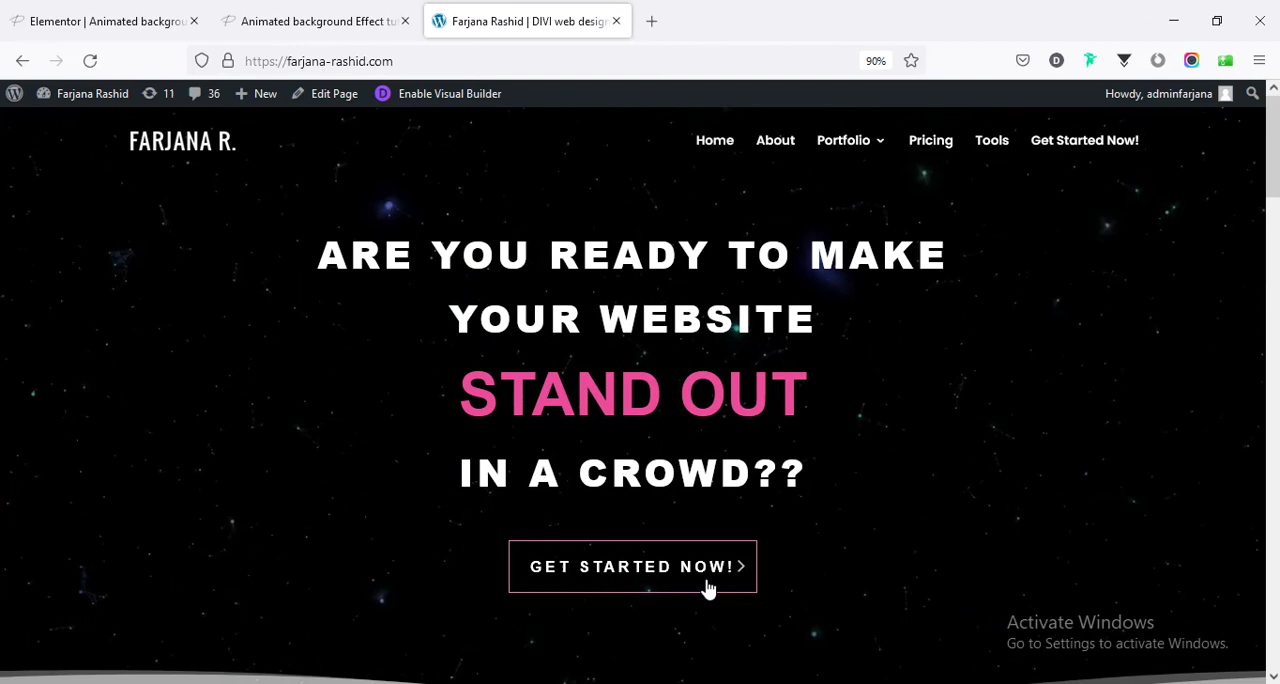 Elementor | Animated backgrou
Animated background Effect tu
Farjana Rashid | DIVI web design
https://farjana-rashid.com
90%
Farjana Rashid
11
36
New
Edit Page
Enable Visual Builder
Howdy, adminfarjana
FARJANA R.
Home
About
Portfolio
Pricing
Tools
Get Started Now!
ARE YOU READY TO MAKE
YOUR WEBSITE
STAND OUT
IN A CROWD??
GET STARTED NOW!
Activate Windows
Go to Settings to activate Windows.